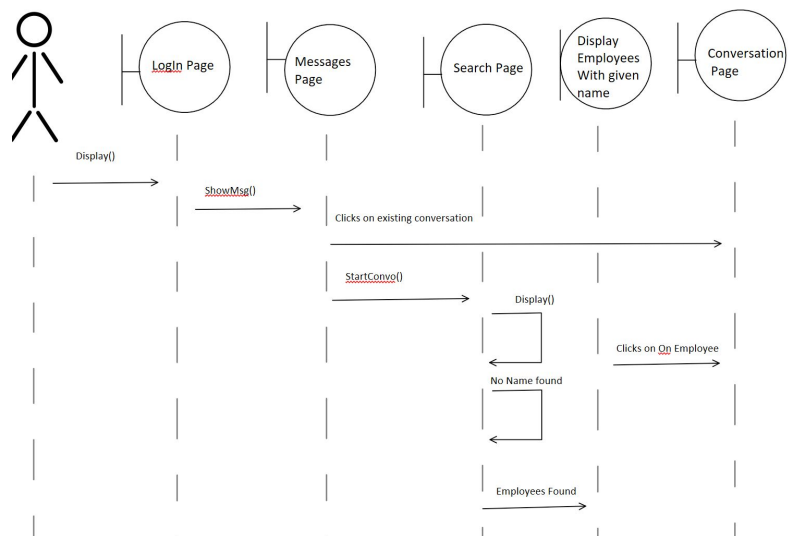 LogIn Page
Messages
Page
Search Page
Display
Employees
With given
name
Conversation
Page
Display()
ShowMsg()
Clicks on existing conversation
StartConvo()
Display()
Clicks on On Employee
No Name found
Employees Found